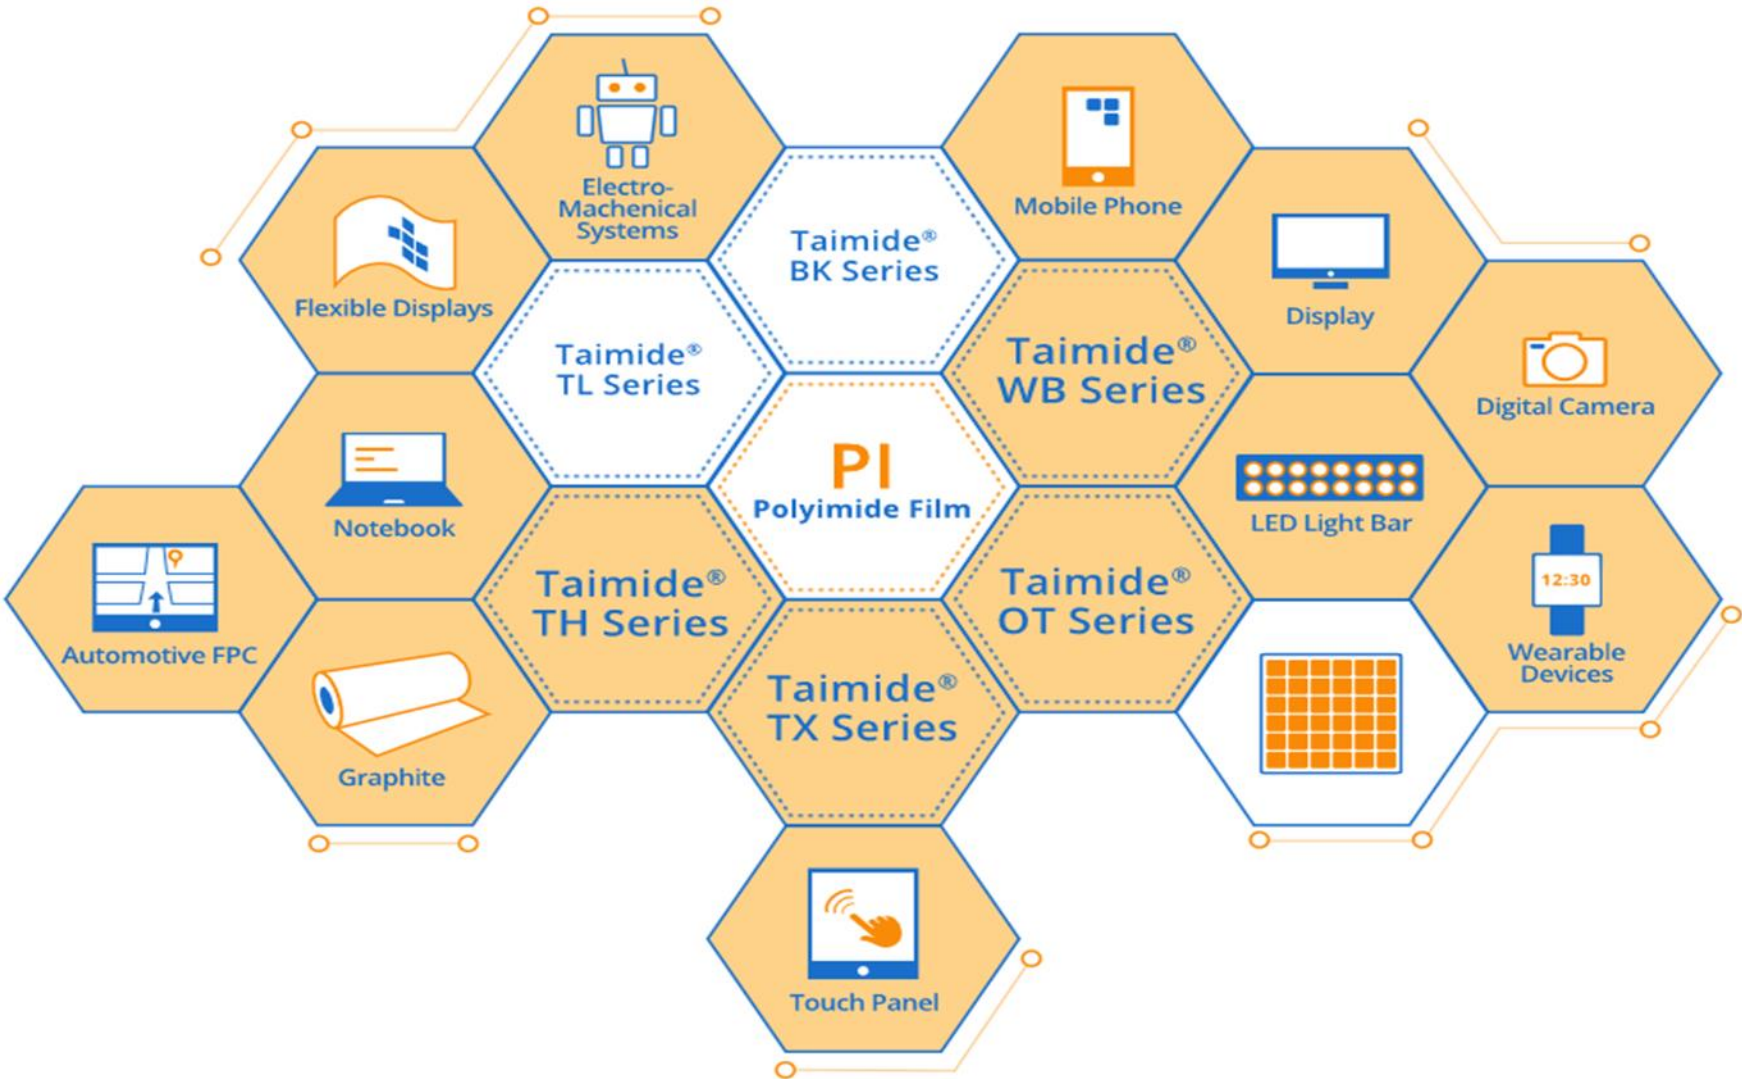 Electro-
Machenical
Systems
Mobile Phone
Flexible Displays
Taimide®
BK Series
Display
Taimide®
TL Series
Taimide®
WB Series
Digital Camera
Notebook
PI
Polyimide Film
LED Light Bar
Automotive FPC
Taimide®
TH Series
Taimide®
OT Series
12:30
Wearable
Devices
Graphite
Taimide®
TX Series
Touch Panel